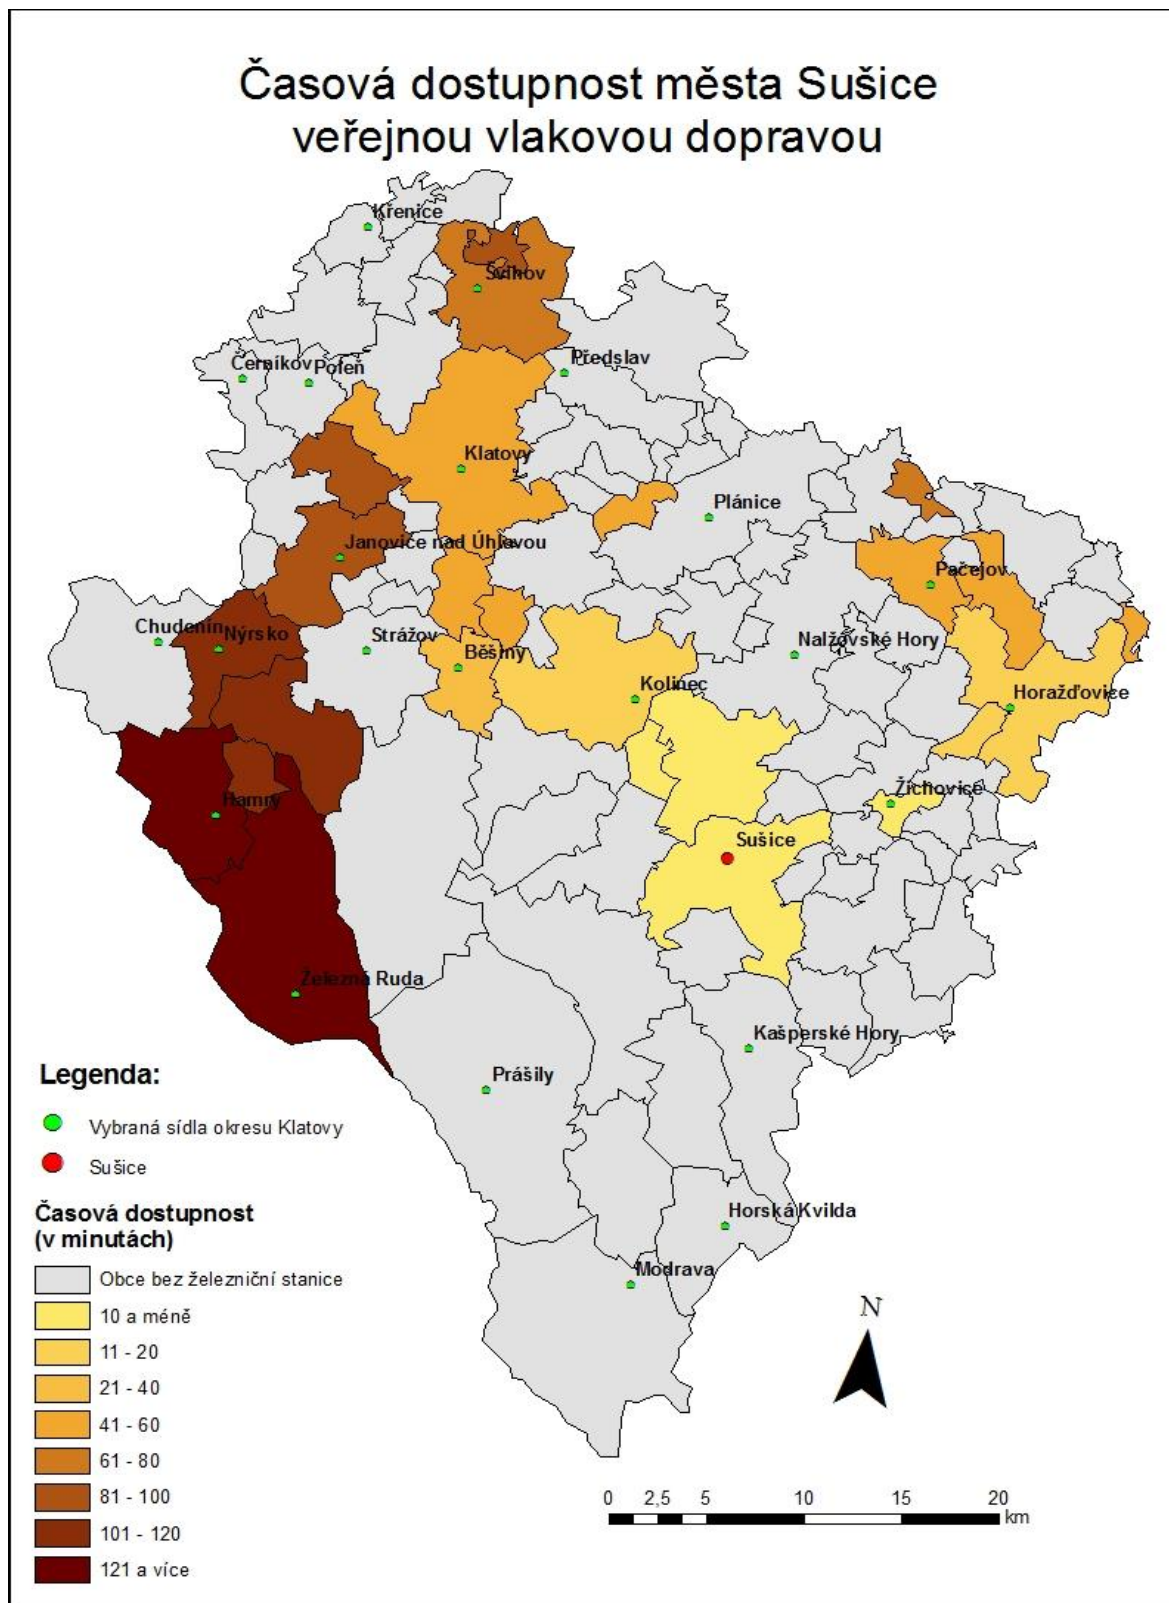 Časová dostupnost města Sušice
veřejnou vlakovou dopravou
Křenice
Švihov
Předslav
Černíkov
Poleň
Klatovy
Plánice
Janovice nad Úhlavou
Pačejov
Chudenín
Nýrsko
Strážov
Běšiny
Nalžovské Hory
Kolinec
Horažďovice
Hamry
Žichovice
Sušice
Železná Ruda
Kašperské Hory
Prášily
Horská Kvilda
Modrava
Legenda:
Vybraná sídla okresu Klatovy
Sušice
Časová dostupnost
(v minutách)
Obce bez železniční stanice
10 a méně
11 - 20
21 - 40
41 - 60
61 - 80
81 - 100
101 - 120
121 a více
N
0 2,5 5 10 15 20
km